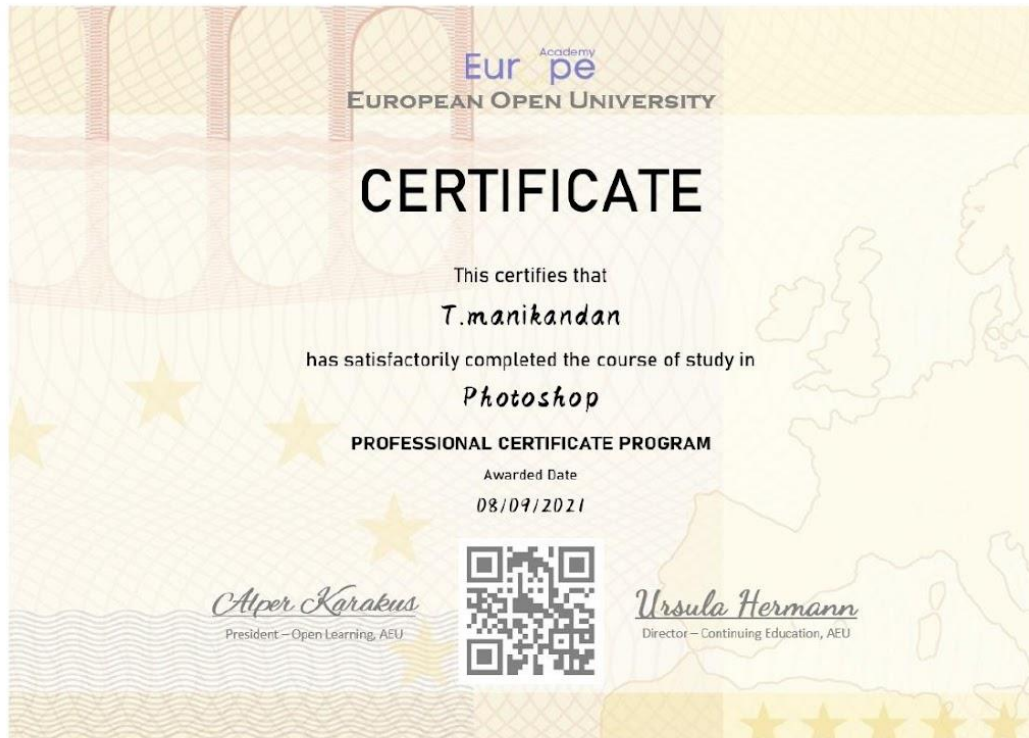 Academy
Eur pe
EUROPEAN OPEN UNIVERSITY
CERTIFICATE
This certifies that
T.manikandan
has satisfactorily completed the course of study in
Photoshop
PROFESSIONAL CERTIFICATE PROGRAM
Awarded Date
08/09/2021
Alper Karakus
President – Open Learning, AEU
Ursula Hermann
Director – Continuing Education, AEU